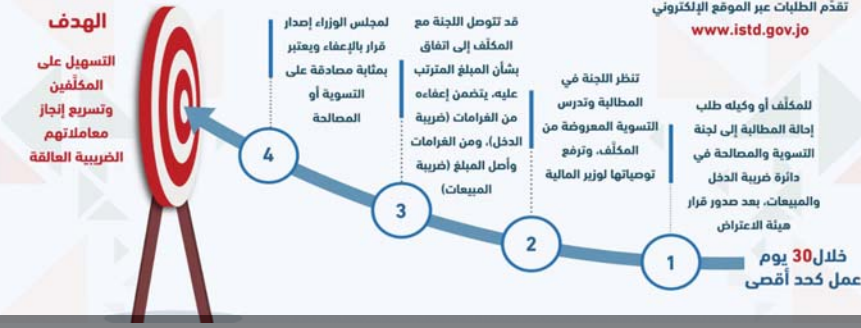 تقدّم الطلبات عبر الموقع الإلكتروني
www.istd.gov.jo
للمكلّف أو وكيله طلب
إحالة المطالبة إلى لجنة
التسوية والمصالحة في
دائرة ضريبة الدخل
والمبيعات، بعد صدور قرار
هيئة الاعتراض
1
خلال 30 يوم
عمل كحد أقصى
تنظر اللجنة في
المطالبة وتدرس
التسوية المعروضة من
المكلّف، وترفع
توصياتها لوزير المالية
2
قد تتوصل اللجنة مع
المكلّف إلى اتفاق
بشأن المبلغ المترتب
عليه، يتضمن إعفاءه
من الغرامات (ضريبة
الدخل)، ومن الغرامات
وأصل المبلغ (ضريبة
المبيعات)
3
لمجلس الوزراء إصدار
قرار بالإعفاء ويعتبر
بمثابة مصادقة على
التسوية أو
المصالحة
4
الهدف
التسهيل على
المكلَّفين
وتسريع إنجاز
معاملاتهم
الضريبية العالقة